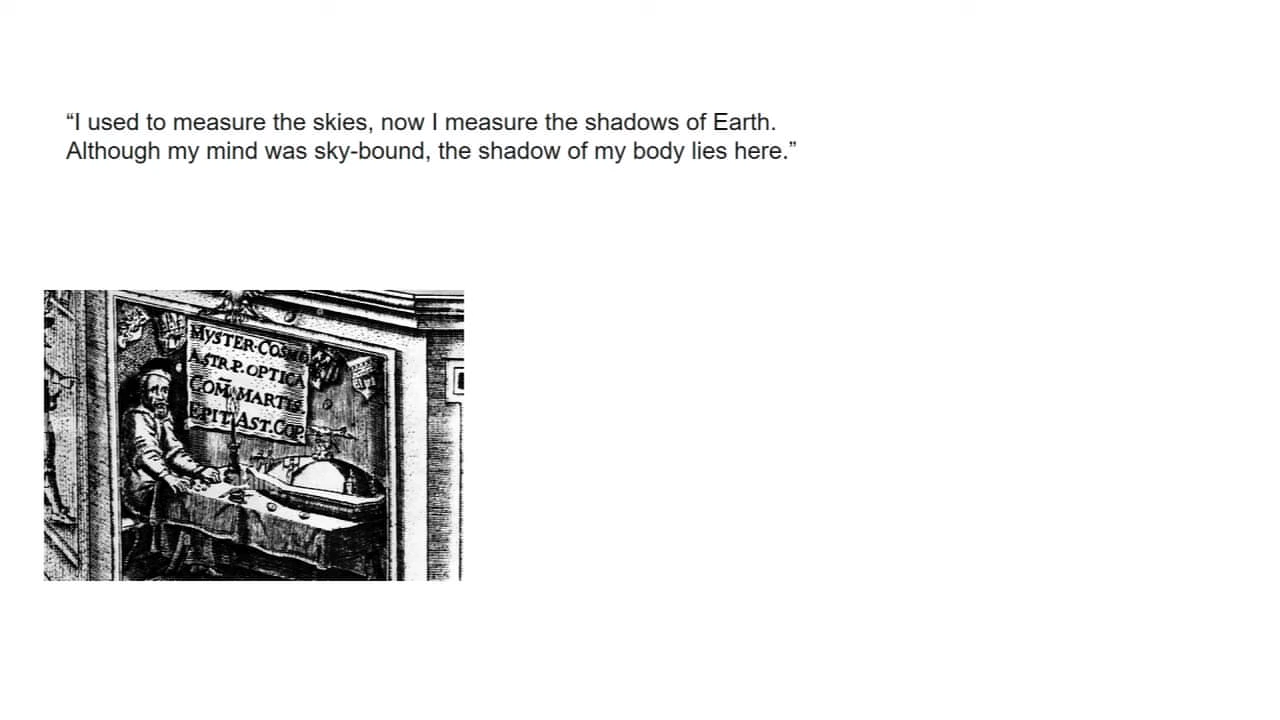 “I used to measure the skies, now I measure the shadows of Earth.
Although my mind was sky-bound, the shadow of my body lies here.”
MYSTER·COSMO
ASTR.P.OPTICA
COM̃.MARTIS.
EPIT.AST.COP.